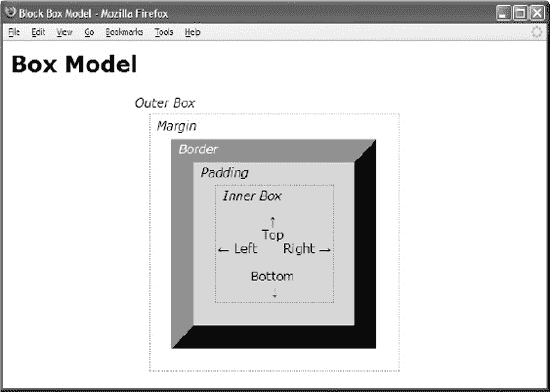 Block Box Model - Mozilla Firefox
File Edit View Go Bookmarks Tools Help
Box Model
Outer Box
Margin
Border
Padding
Inner Box
↑
Top
← Left Right →
Bottom
↓